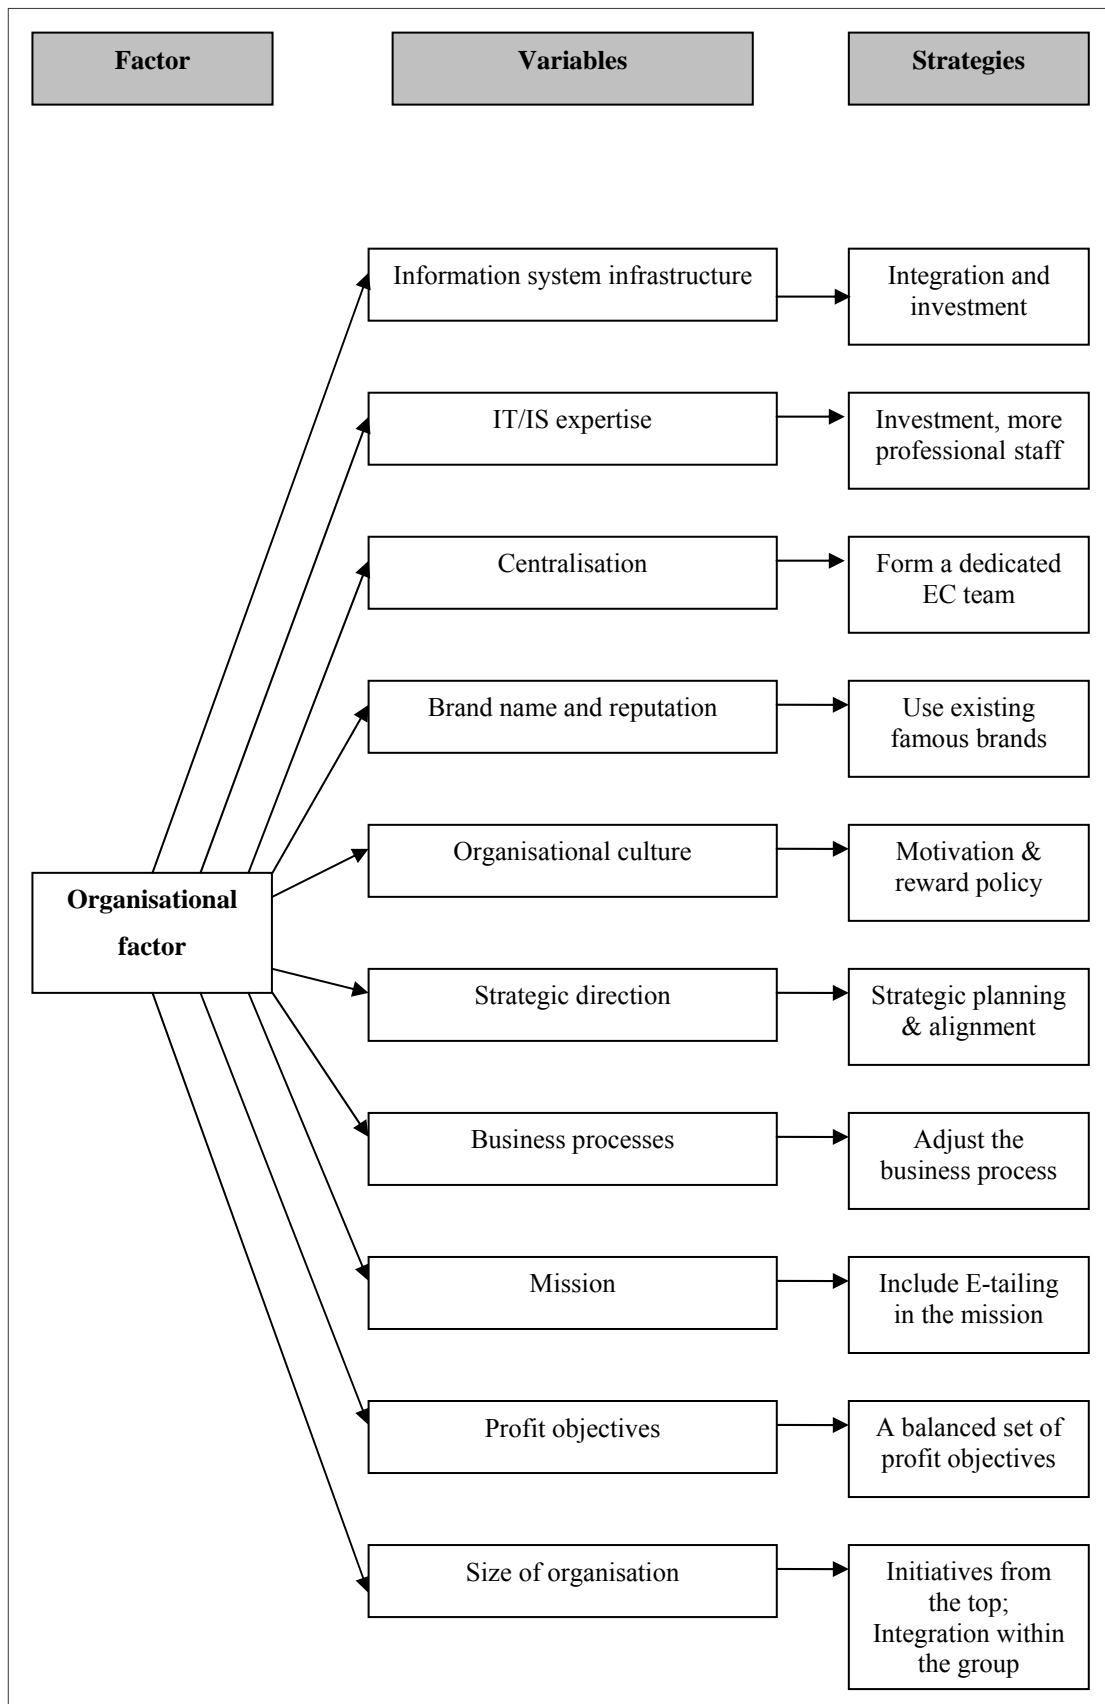 Factor
Variables
Strategies
Information system infrastructure
Integration and
investment
IT/IS expertise
Investment, more
professional staff
Centralisation
Form a dedicated
EC team
Brand name and reputation
Use existing
famous brands
Organisational culture
Motivation &
reward policy
Organisational
factor
Strategic direction
Strategic planning
& alignment
Business processes
Adjust the
business process
Mission
Include E-tailing
in the mission
Profit objectives
A balanced set of
profit objectives
Size of organisation
Initiatives from
the top;
Integration within
the group